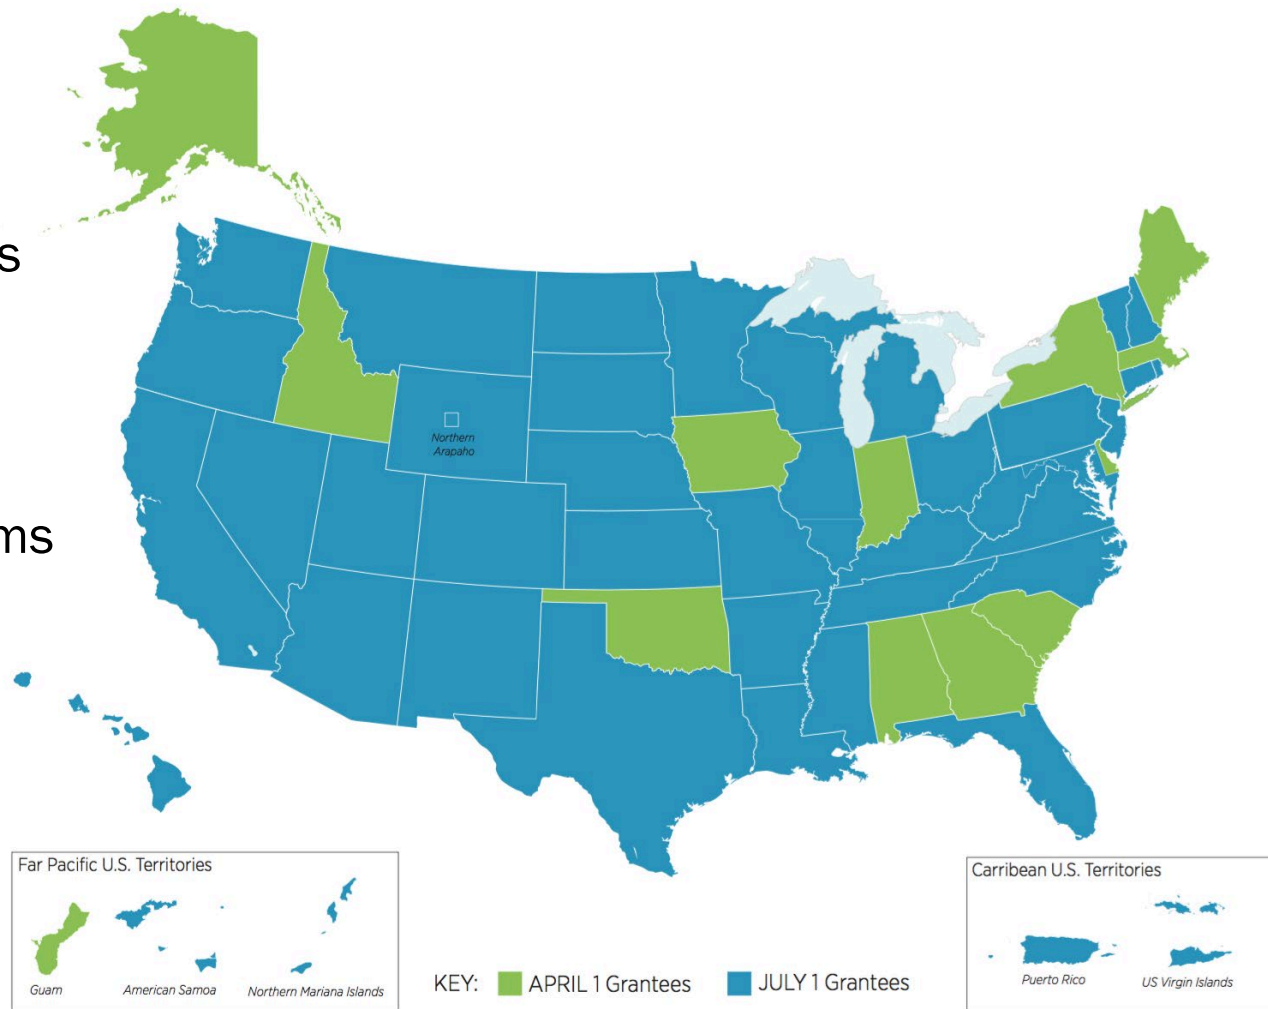 s
ms
Northern
Arapaho
Far Pacific U.S. Territories
Guam
American Samoa
Northern Mariana Islands
KEY:
APRIL 1 Grantees
JULY 1 Grantees
Carribean U.S. Territories
Puerto Rico
US Virgin Islands